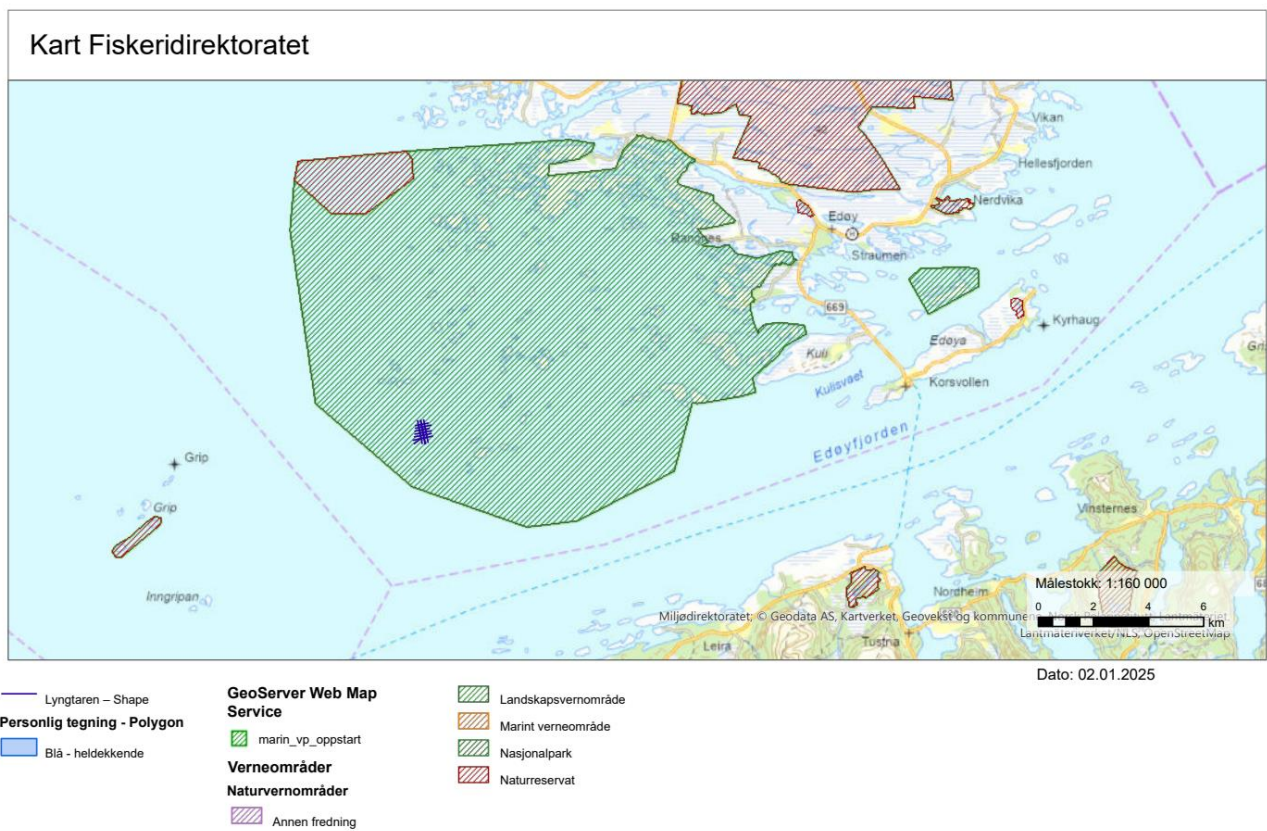 Kart Fiskeridirektoratet
Vikan
Hellesfjorden
Nerdvika
Edøy
H
Rangnes
Straumen
669
Kyrhaug
Kuli
Edøya
Kulisvaet
Korsvollen
Edøyfjorden
Grip
Grip
Vinsternes
Inngripan
Nordheim
Målestokk: 1:160 000
0 2 4 6
km
Miljødirektoratet, © Geodata AS, Kartverket, Geovekst og kommunene
Lantmäteriverket/NLS, OpenStreetMap
Leira
Tustna
Dato: 02.01.2025
Lyngtaren – Shape
Personlig tegning - Polygon
Blå - heldekkende
GeoServer Web Map
Service
marin_vp_oppstart
Verneområder
Naturvernområder
Annen fredning
Landskapsvernområde
Marint verneområde
Nasjonalpark
Naturreservat